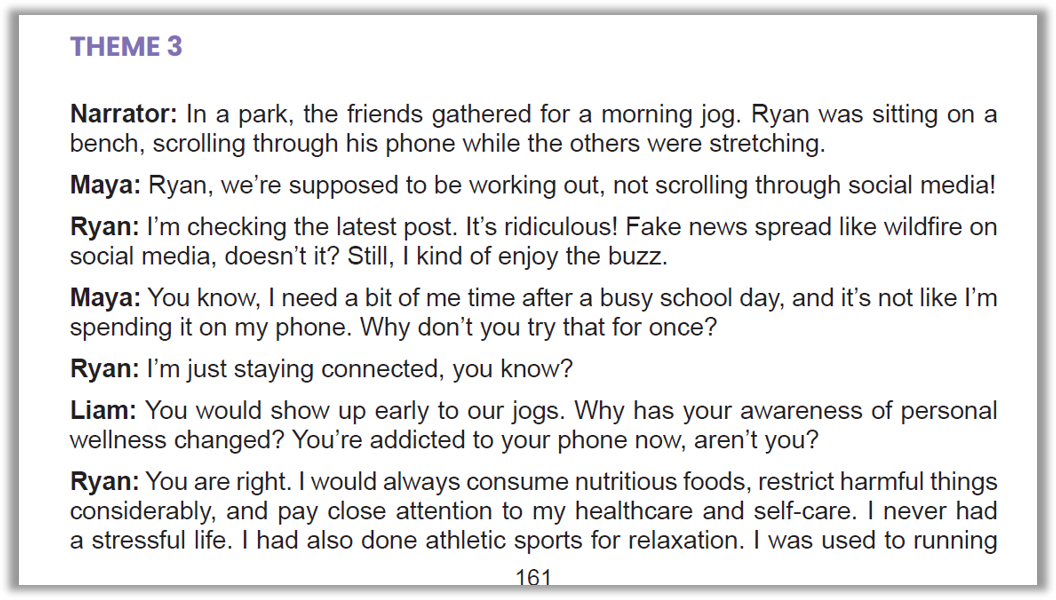 THEME 3
Narrator: In a park, the friends gathered for a morning jog. Ryan was sitting on a
bench, scrolling through his phone while the others were stretching.
Maya: Ryan, we’re supposed to be working out, not scrolling through social media!
Ryan: I’m checking the latest post. It’s ridiculous! Fake news spread like wildfire on
social media, doesn’t it? Still, I kind of enjoy the buzz.
Maya: You know, I need a bit of me time after a busy school day, and it’s not like I’m
spending it on my phone. Why don’t you try that for once?
Ryan: I’m just staying connected, you know?
Liam: You would show up early to our jogs. Why has your awareness of personal
wellness changed? You’re addicted to your phone now, aren’t you?
Ryan: You are right. I would always consume nutritious foods, restrict harmful things
considerably, and pay close attention to my healthcare and self-care. I never had
a stressful life. I had also done athletic sports for relaxation. I was used to running
161